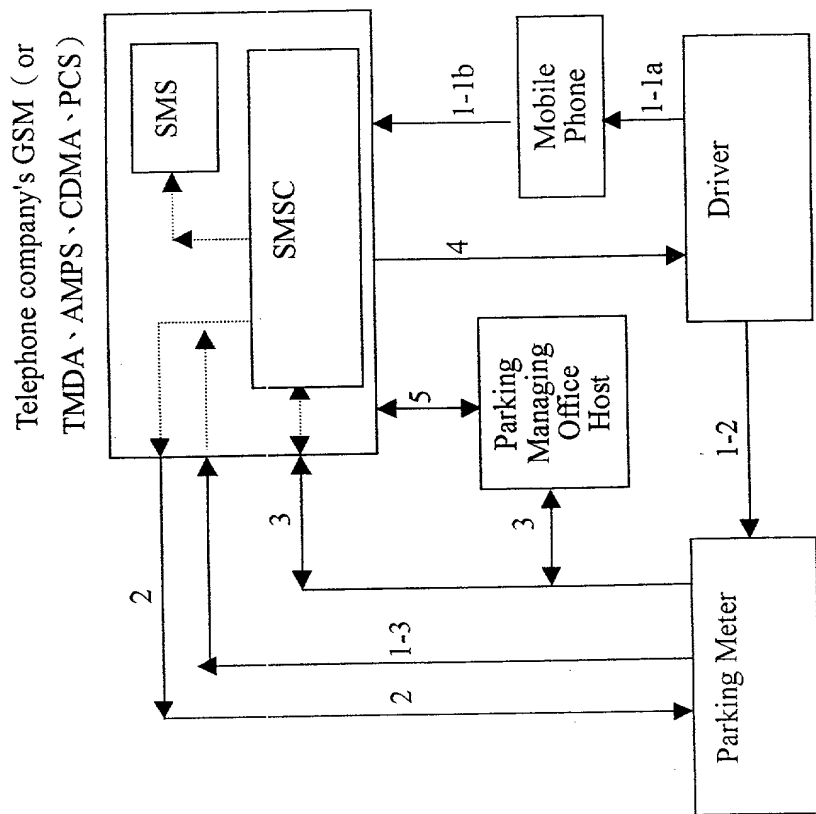 Telephone company's GSM（or
TMDA、AMPS、CDMA、PCS）
SMS
SMSC
1-1b
Mobile
Phone
1-1a
Driver
4
5
Parking
Managing
Office
Host
3
3
1-2
2
1-3
2
Parking Meter